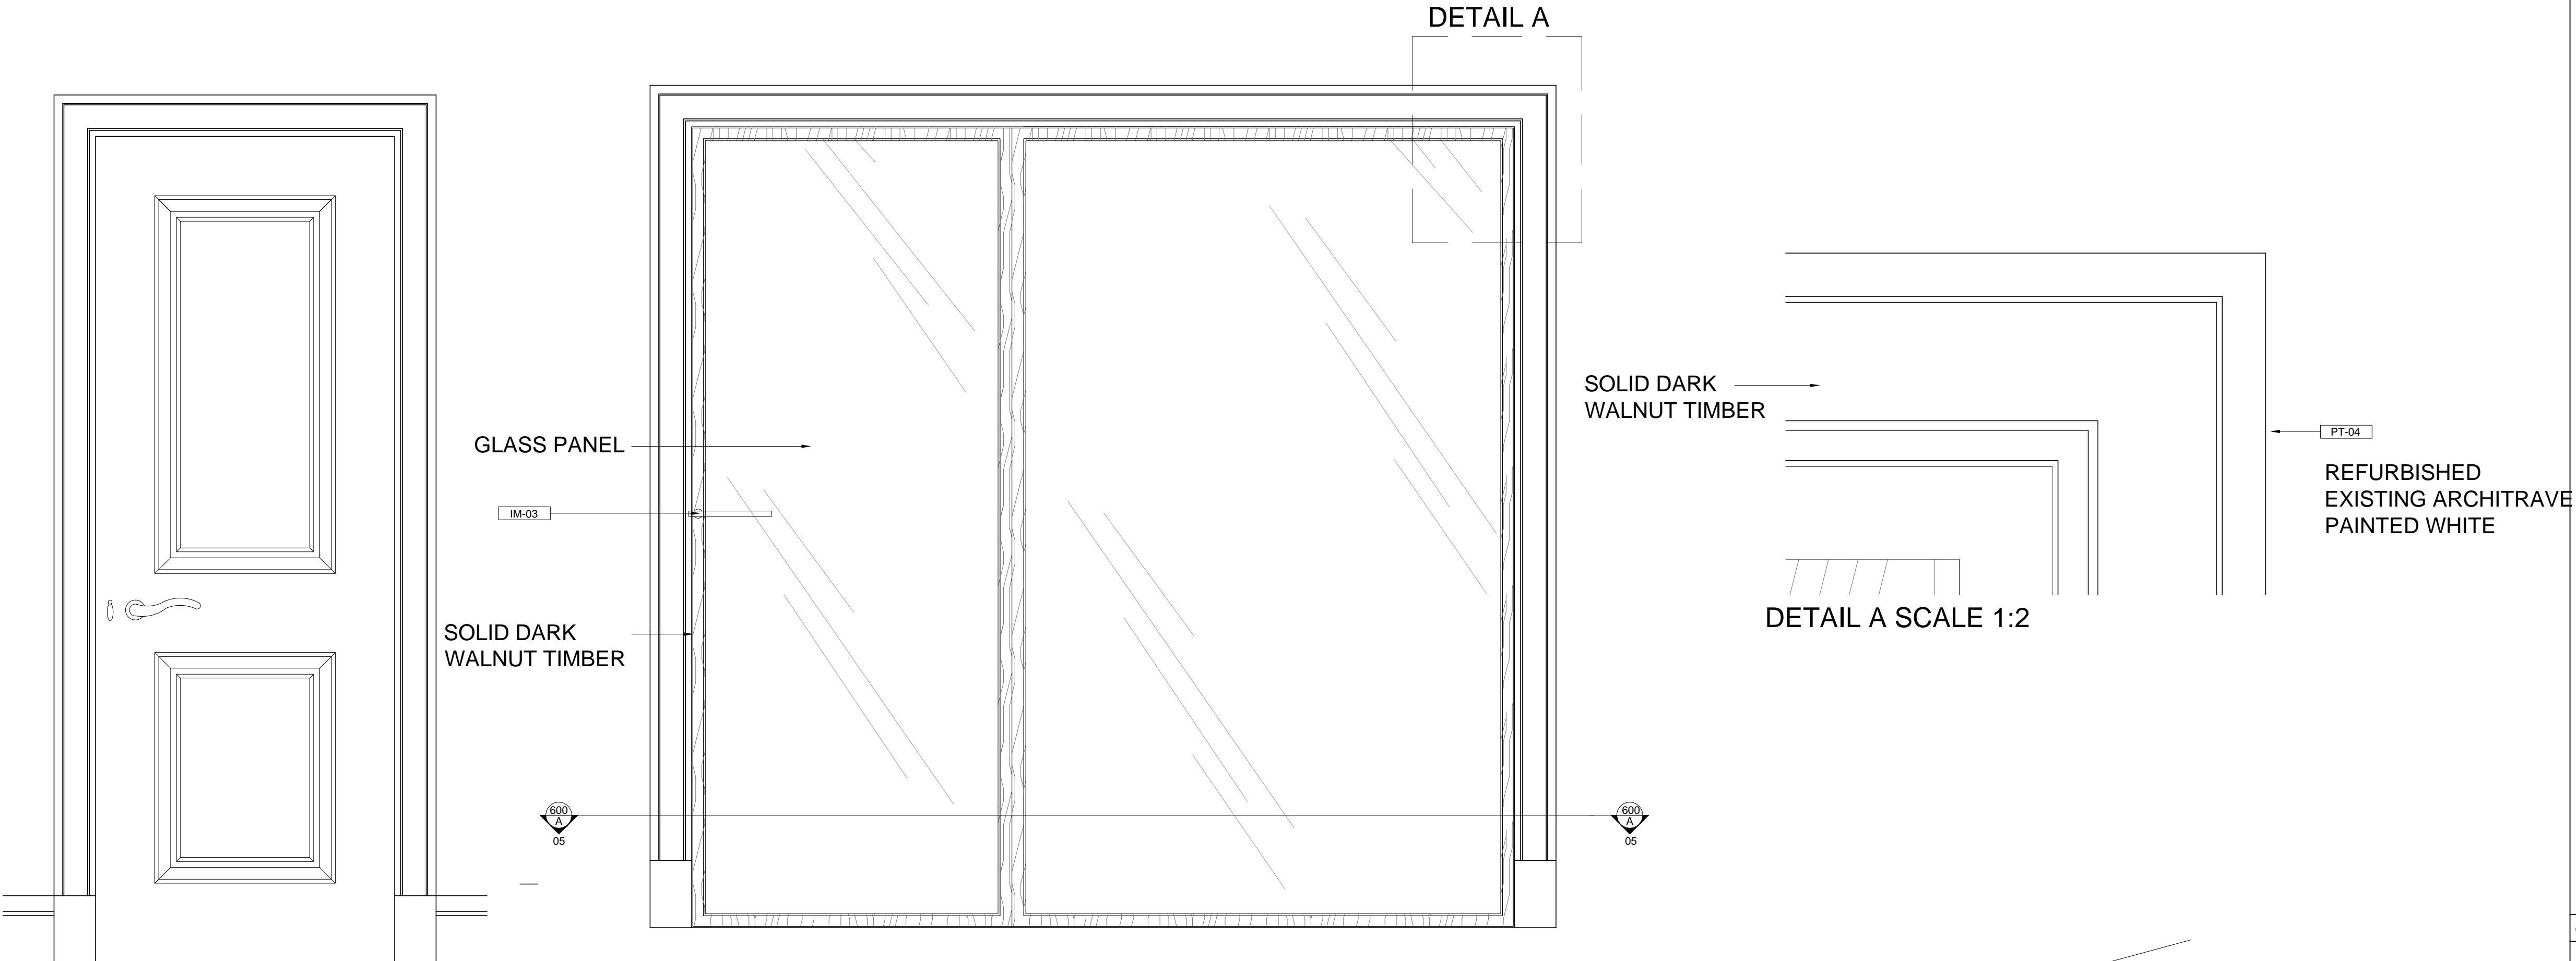 DETAIL A
GLASS PANEL
IM-03
SOLID DARK
WALNUT TIMBER
600
A
05
600
A
05
SOLID DARK
WALNUT TIMBER
PT-04
REFURBISHED
EXISTING ARCHITRAVE
PAINTED WHITE
DETAIL A SCALE 1:2